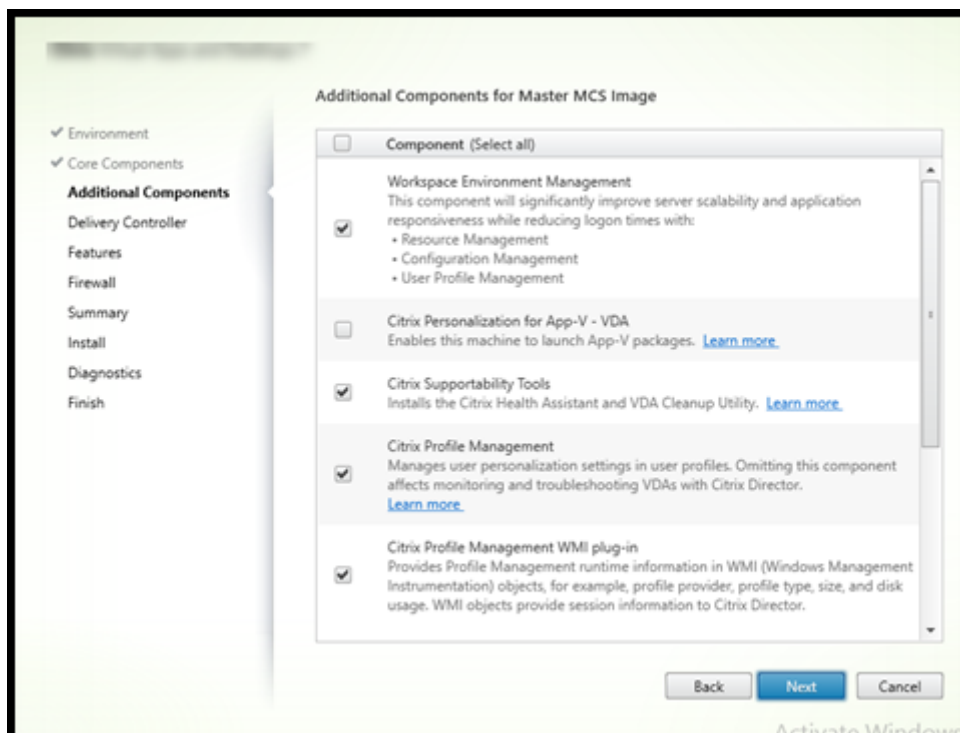 Additional Components for Master MCS Image
Environment
Core Components
Additional Components
Delivery Controller
Features
Firewall
Summary
Install
Diagnostics
Finish
Component (Select all)
Workspace Environment Management
This component will significantly improve server scalability and application
responsiveness while reducing logon times with:
• Resource Management
• Configuration Management
• User Profile Management
Citrix Personalization for App-V - VDA
Enables this machine to launch App-V packages. Learn more
Citrix Supportability Tools
Installs the Citrix Health Assistant and VDA Cleanup Utility. Learn more
Citrix Profile Management
Manages user personalization settings in user profiles. Omitting this component
affects monitoring and troubleshooting VDAs with Citrix Director.
Learn more
Citrix Profile Management WMI plug-in
Provides Profile Management runtime information in WMI (Windows Management
Instrumentation) objects, for example, profile provider, profile type, size, and disk
usage. WMI objects provide session information to Citrix Director.
Back Next Cancel
Activate Windows